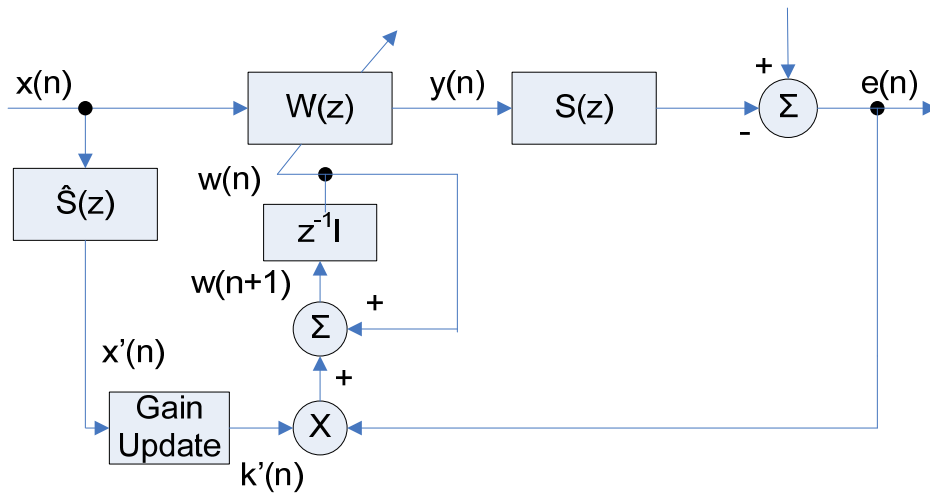 x(n)
W(z)
y(n)
S(z)
+
Σ
-
e(n)
Ŝ(z)
w(n)
z⁻¹I
w(n+1)
+
Σ
x’(n)
+
Gain
Update
X
k’(n)